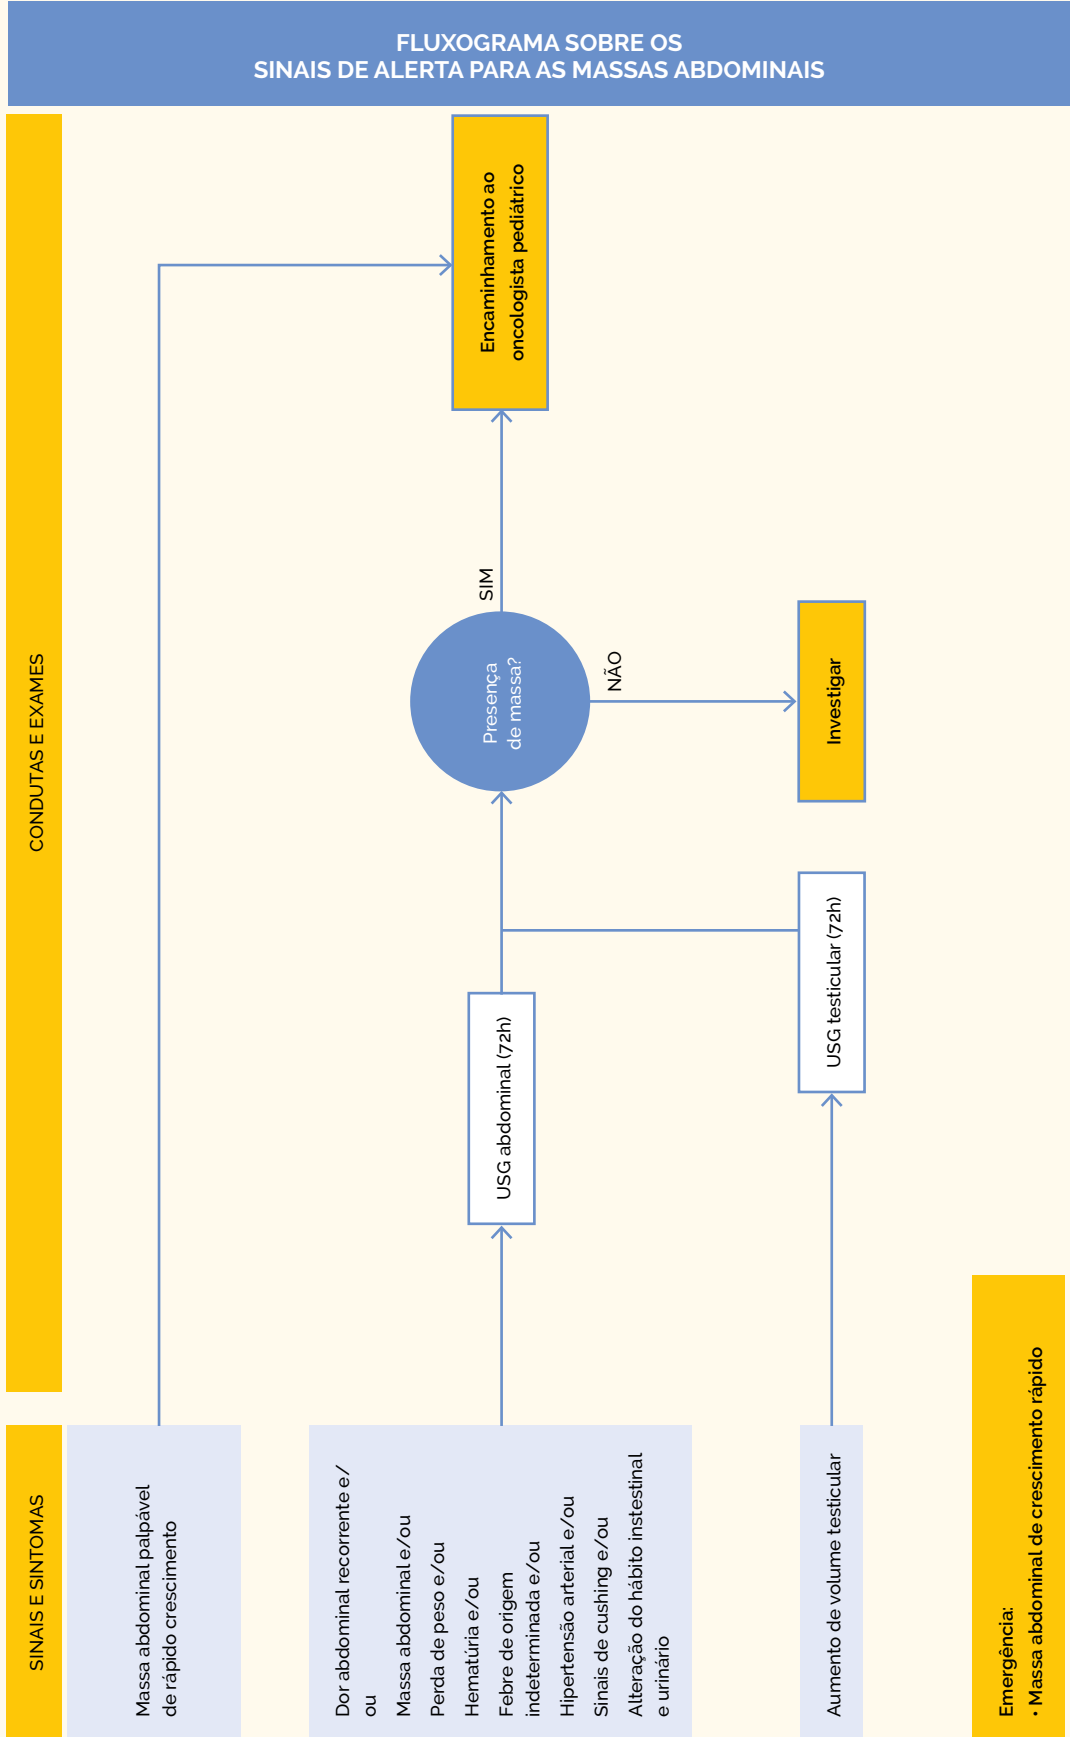 FLUXOGRAMA SOBRE OS
SINAIS DE ALERTA PARA AS MASSAS ABDOMINAIS
SINAIS E SINTOMAS
CONDUTAS E EXAMES
Massa abdominal palpável
de rápido crescimento
Dor abdominal recorrente e/
ou
Massa abdominal e/ou
Perda de peso e/ou
Hematúria e/ou
Febre de origem
indeterminada e/ou
Hipertensão arterial e/ou
Sinais de cushing e/ou
Alteração do hábito instestinal
e urinário
Aumento de volume testicular
USG abdominal (72h)
USG testicular (72h)
Presença
de massa?
SIM
NÃO
Encaminhamento ao
oncologista pediátrico
Investigar
Emergência:
• Massa abdominal de crescimento rápido